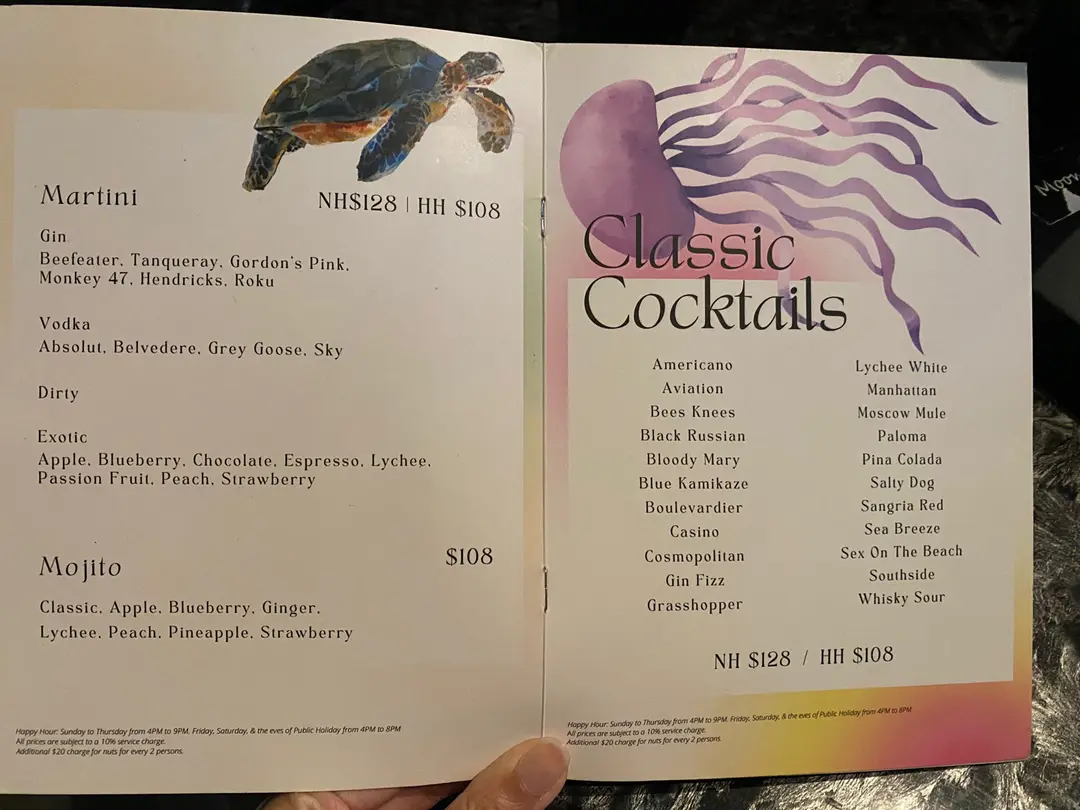 Martini
NH$128 | HH $108
Gin
Beefeater, Tanqueray, Gordon's Pink,
Monkey 47, Hendricks, Roku
Vodka
Absolut, Belvedere, Grey Goose, Sky
Dirty
Exotic
Apple, Blueberry, Chocolate, Espresso, Lychee,
Passion Fruit, Peach, Strawberry
Mojito
$108
Classic, Apple, Blueberry, Ginger,
Lychee, Peach, Pineapple, Strawberry
Happy Hour: Sunday to Thursday from 4PM to 9PM. Friday, Saturday, & the eves of Public Holiday from 4PM to 8PM
All prices are subject to a 10% service charge.
Additional $20 charge for nuts for every 2 persons.
Classic
Cocktails
Americano
Aviation
Bees Knees
Black Russian
Bloody Mary
Blue Kamikaze
Boulevardier
Casino
Cosmopolitan
Gin Fizz
Grasshopper
Lychee White
Manhattan
Moscow Mule
Paloma
Pina Colada
Salty Dog
Sangria Red
Sea Breeze
Sex On The Beach
Southside
Whisky Sour
NH $128 / HH $108
Happy Hour: Sunday to Thursday from 4PM to 9PM. Friday, Saturday, & the eves of Public Holiday from 4PM to 8PM
All prices are subject to a 10% service charge.
Additional $20 charge for nuts for every 2 persons.